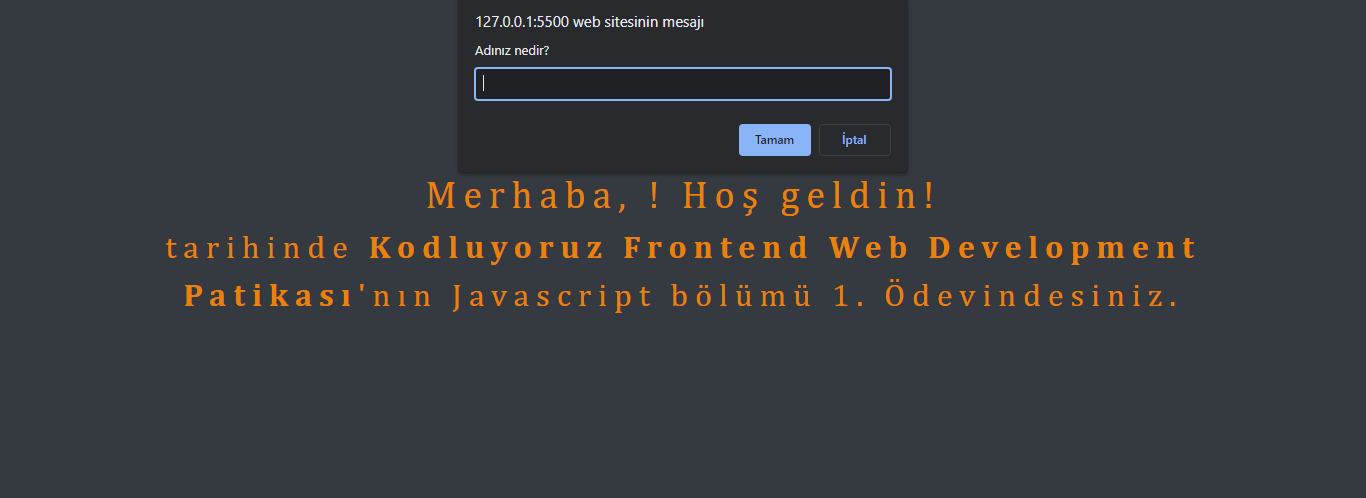 127.0.0.1:5500 web sitesinin mesajı
Adınız nedir?
Tamam İptal
Merhaba, ! Hoş geldin!
tarihinde Kodluyoruz Frontend Web Development
Patikası'nın Javascript bölümü 1. Ödevindesiniz.